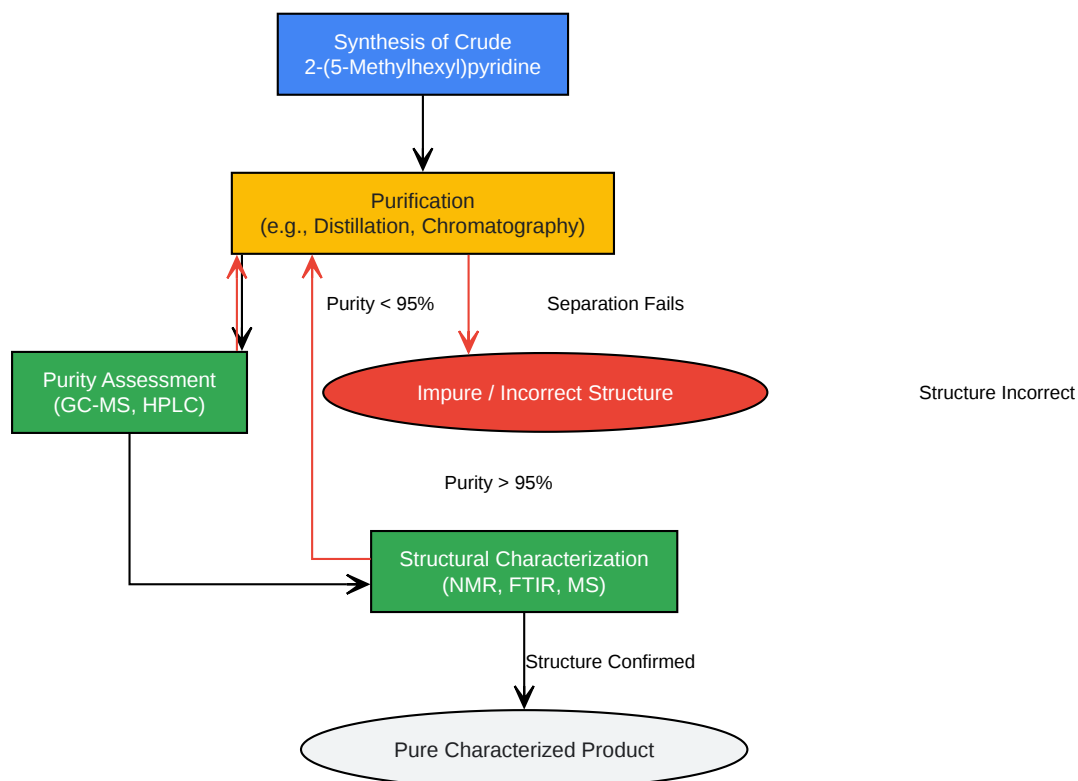 Synthesis of Crude
2-(5-Methylhexyl)pyridine
Purification
(e.g., Distillation, Chromatography)
Purity < 95%
Separation Fails
Purity Assessment
(GC-MS, HPLC)
Impure / Incorrect Structure
Structure Incorrect
Purity > 95%
Structural Characterization
(NMR, FTIR, MS)
Structure Confirmed
Pure Characterized Product